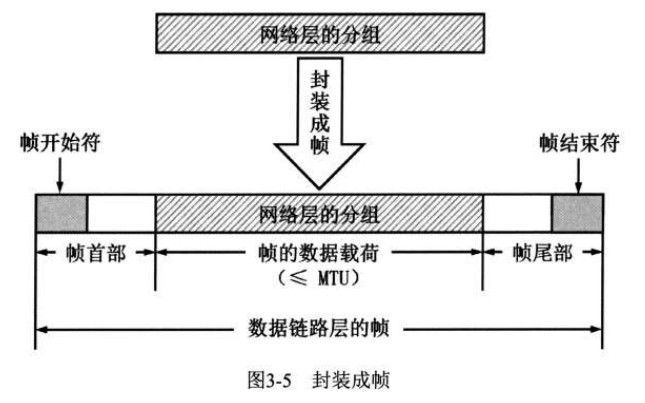 网络层的分组
封装成帧
帧开始符
帧结束符
网络层的分组
帧首部
帧的数据载荷
（≤ MTU）
帧尾部
数据链路层的帧
图3-5 封装成帧